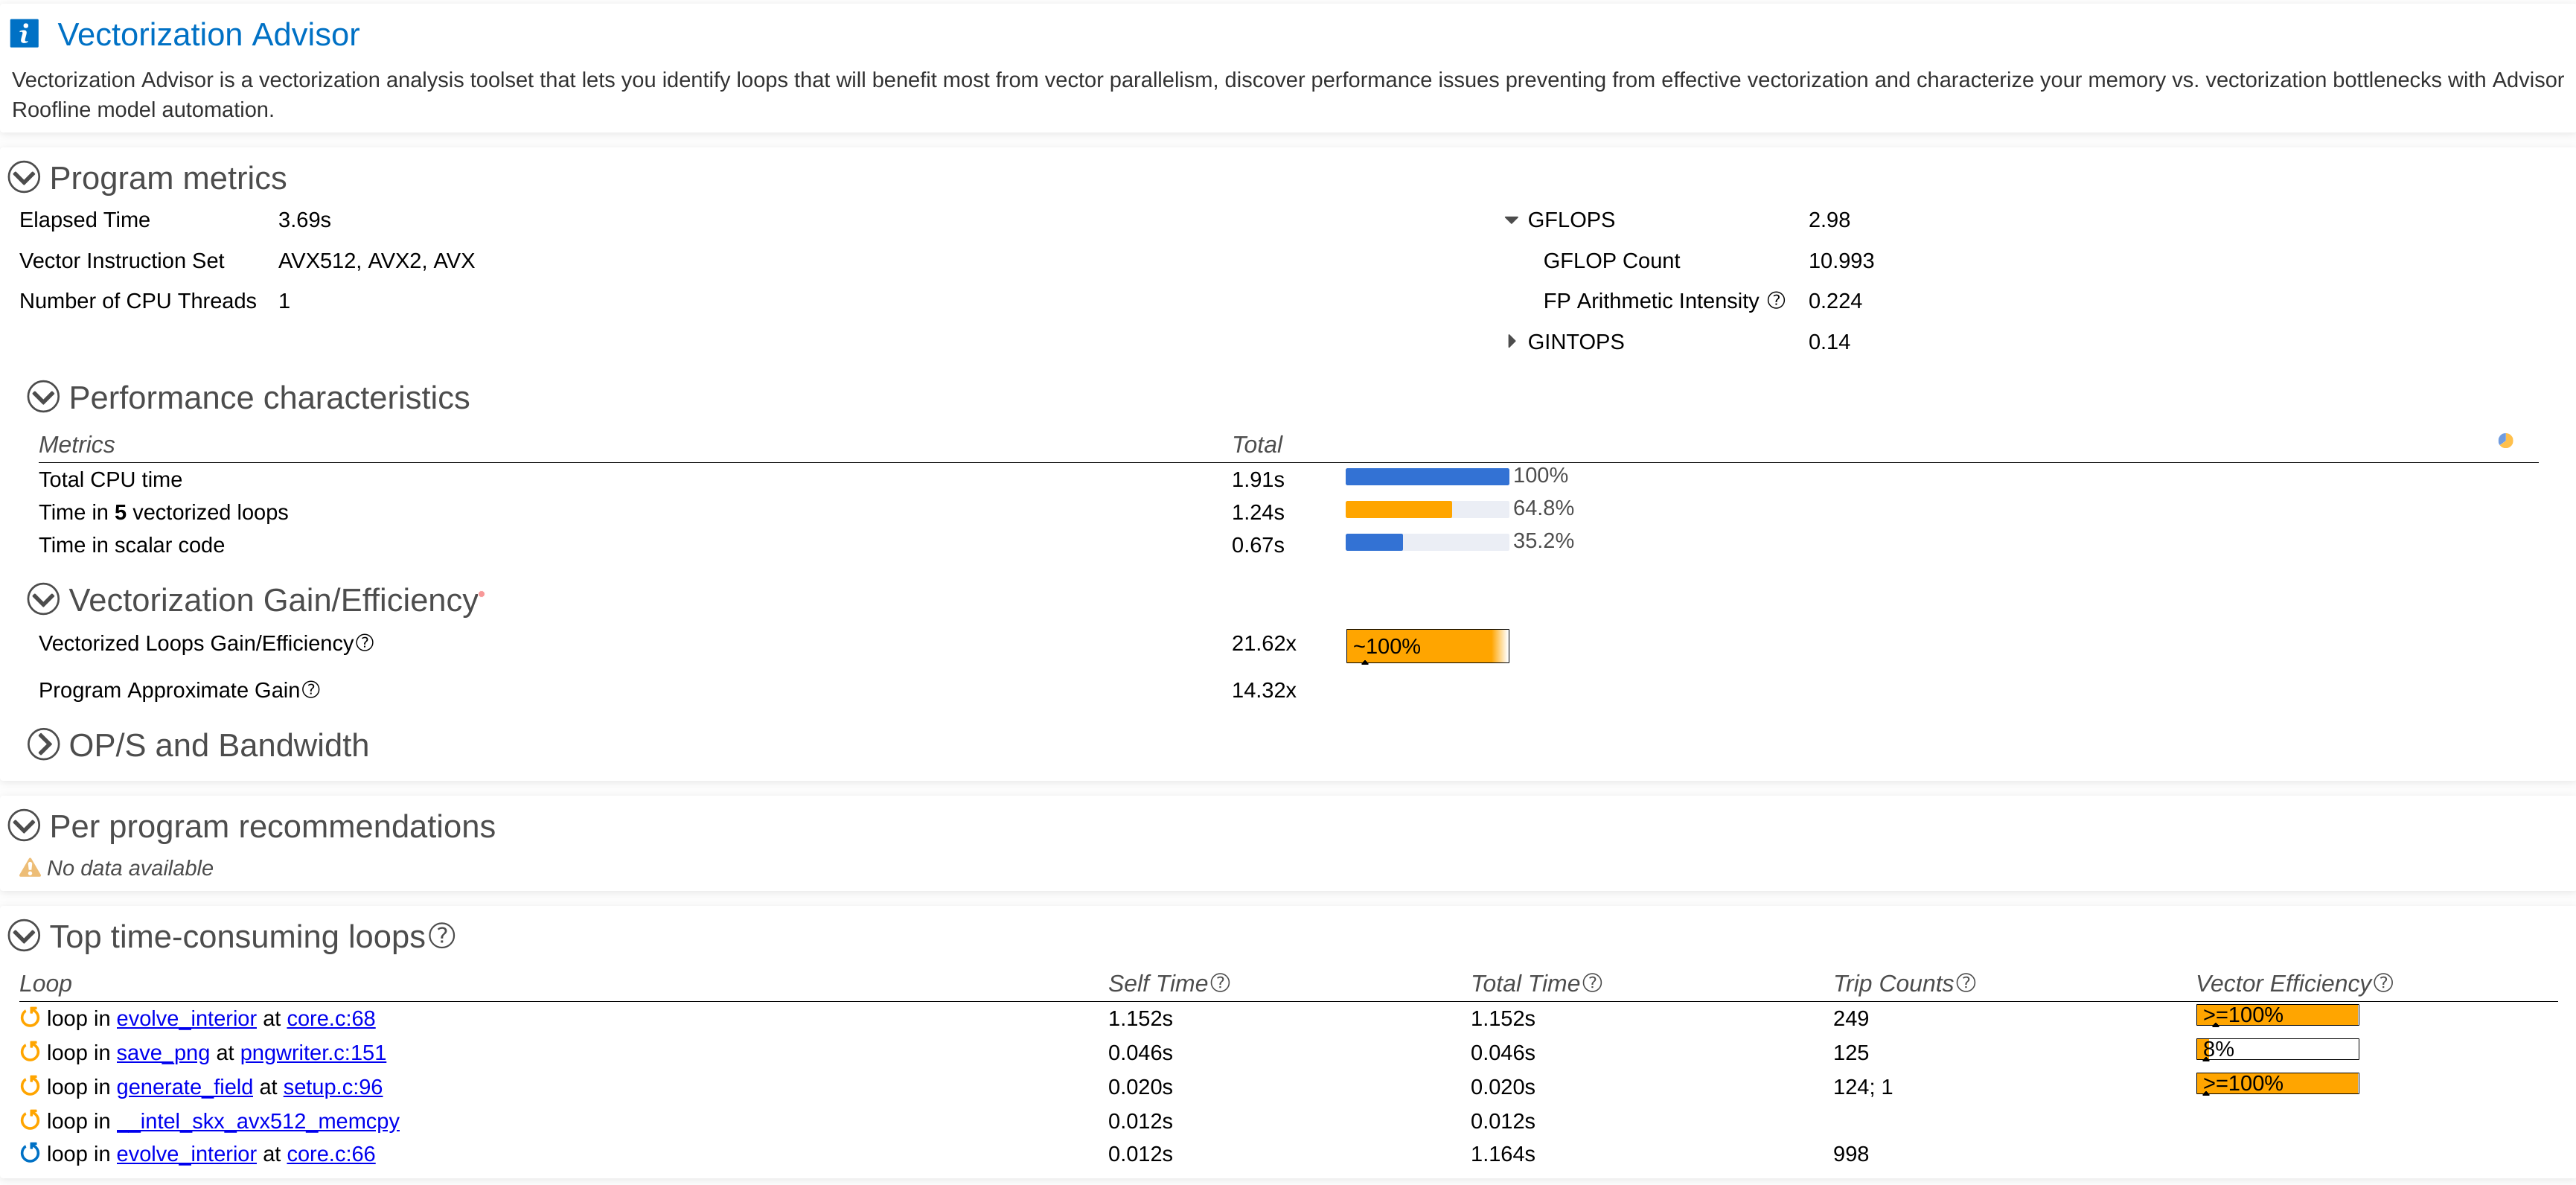 Vectorization Advisor
Vectorization Advisor is a vectorization analysis toolset that lets you identify loops that will benefit most from vector parallelism, discover performance issues preventing from effective vectorization and characterize your memory vs. vectorization bottlenecks with Advisor
Roofline model automation.
Program metrics
Elapsed Time 3.69s GFLOPS 2.98
Vector Instruction Set AVX512, AVX2, AVX GFLOP Count 10.993
Number of CPU Threads 1 FP Arithmetic Intensity ? 0.224
GINTOPS 0.14
Performance characteristics
Metrics Total
Total CPU time 1.91s 100%
Time in 5 vectorized loops 1.24s 64.8%
Time in scalar code 0.67s 35.2%
Vectorization Gain/Efficiency
Vectorized Loops Gain/Efficiency? 21.62x ~100%
Program Approximate Gain? 14.32x
OP/S and Bandwidth
Per program recommendations
No data available
Top time-consuming loops?
Loop Self Time? Total Time? Trip Counts? Vector Efficiency?
loop in evolve_interior at core.c:68 1.152s 1.152s 249 >=100%
loop in save_png at pngwriter.c:151 0.046s 0.046s 125 8%
loop in generate_field at setup.c:96 0.020s 0.020s 124; 1 >=100%
loop in __intel_skx_avx512_memcpy 0.012s 0.012s
loop in evolve_interior at core.c:66 0.012s 1.164s 998